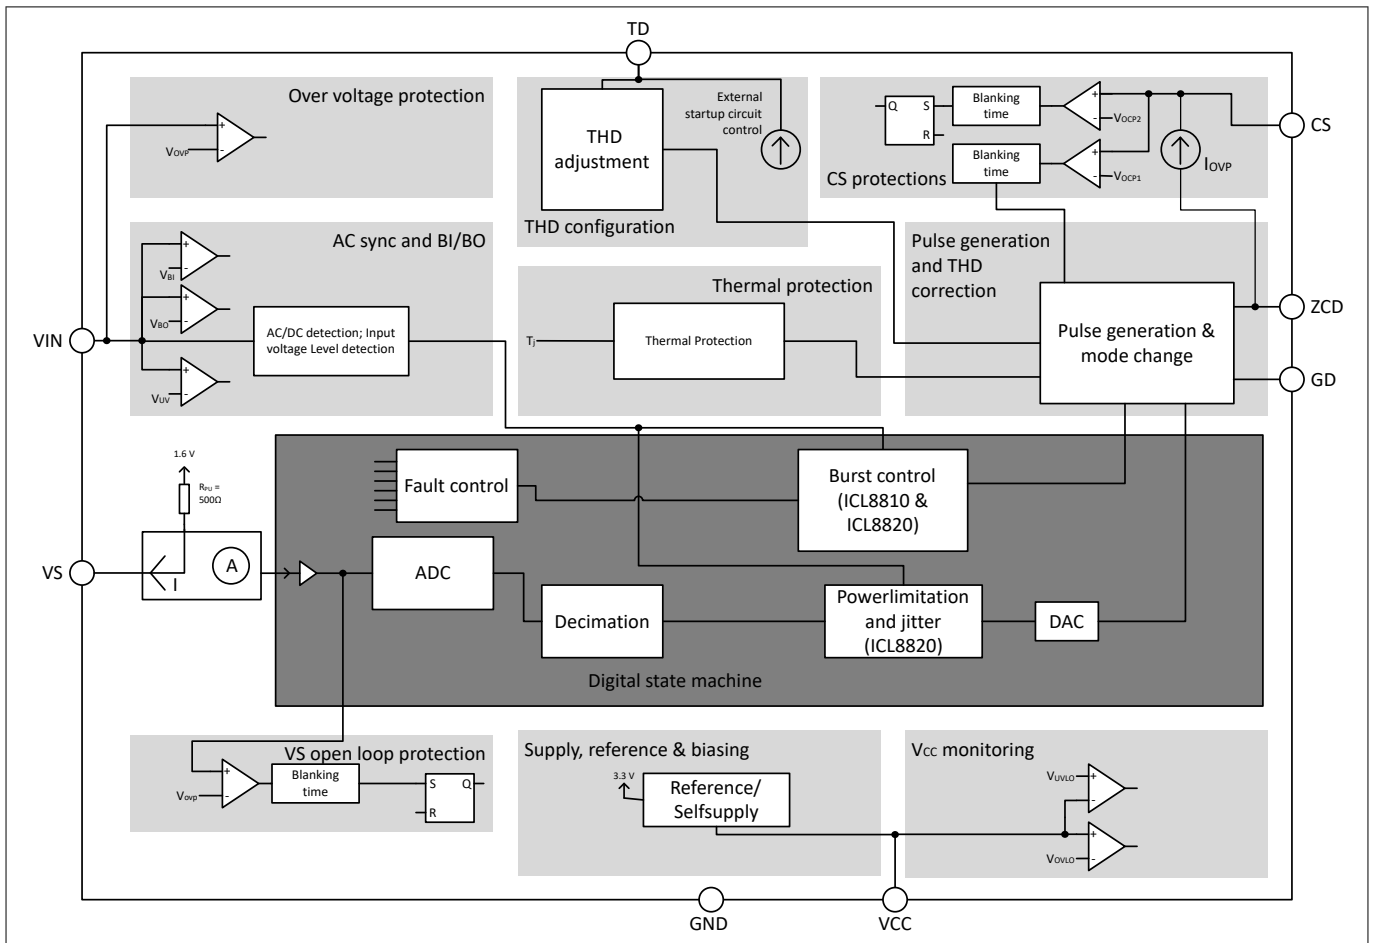 TD
Over voltage protection
+
VOVP
-
THD
adjustment
External
startup circuit
control
THD configuration
Q
S
R
Blanking
time
+
-
VOCP2
Blanking
time
+
-
VOCP1
IOVP
CS protections
CS
AC sync and BI/BO
+
VBI
-
+
VBO
-
AC/DC detection; Input
voltage Level detection
+
VUV
-
VIN
Thermal protection
Tj
Thermal Protection
Pulse generation
and THD
correction
Pulse generation &
mode change
ZCD
GD
1.6 V
RPU =
500Ω
I
A
VS
Fault control
Burst control
(ICL8810 &
ICL8820)
ADC
Decimation
Powerlimitation
and jitter
(ICL8820)
DAC
Digital state machine
VS open loop protection
+
Vovp
-
Blanking
time
S
Q
R
Supply, reference & biasing
3.3 V
Reference/
Selfsupply
VCC monitoring
VUVLO
+
-
+
VOVLO
-
GND
VCC